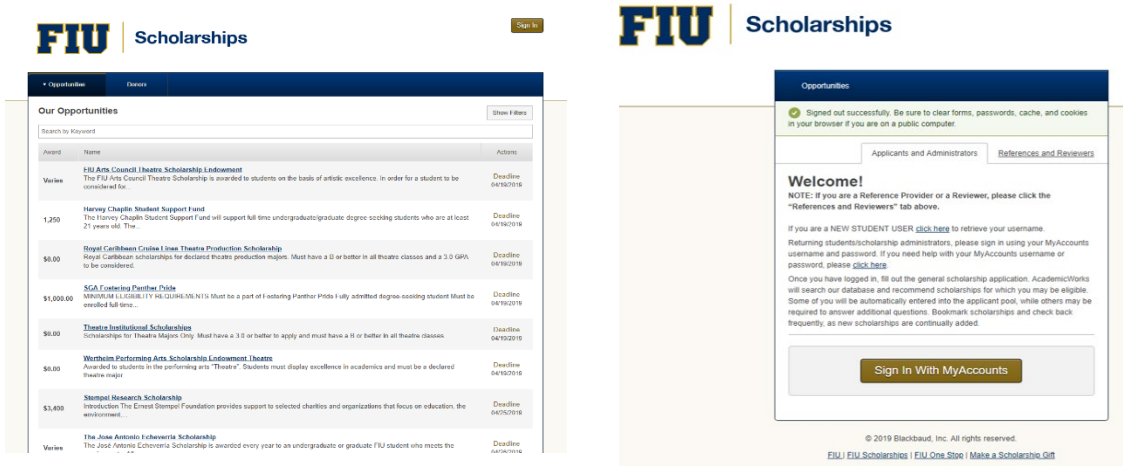 FIU Scholarships
Sign In
Opportunities Donors
Our Opportunities
Show Filters
Search by Keyword
Award Name Actions
FIU Arts Council Theatre Scholarship Endowment
Varies The FIU Arts Council Theatre Scholarship is awarded to students on the basis of artistic excellence. In order for a student to be Deadline
considered for... 04/19/2019
Harvey Chaplin Student Support Fund
1,250 The Harvey Chaplin Student Support Fund will support full time undergraduate/graduate degree-seeking students who are at least Deadline
21 years old. The... 04/19/2019
Royal Caribbean Cruise Lines Theatre Production Scholarship
$0.00 Royal Caribbean scholarships for declared theatre production majors. Must have a B or better in all theatre classes and a 3.0 GPA Deadline
to be considered. 04/19/2019
SGA Fostering Panther Pride
$1,000.00 MINIMUM ELIGIBILITY REQUIREMENTS Must be a part of Fostering Panther Pride Fully admitted degree-seeking student Must be Deadline
enrolled full-time... 04/19/2019
Theatre Institutional Scholarships
$0.00 Scholarships for Theatre Majors Only. Must have a 3.0 or better to apply and must have a B or better in all theatre classes. Deadline
04/19/2019
Wertheim Performing Arts Scholarship Endowment Theatre
$0.00 Awarded to students in the performing arts "Theatre". Students must display excellence in academics and must be a declared Deadline
theatre major 04/19/2019
Stempel Research Scholarship
$3,400 Introduction The Ernest Stempel Foundation provides support to selected charities and organizations that focus on education, the Deadline
environment,... 04/25/2019
The Jose Antonio Echeverria Scholarship
Varies The José Antonio Echeverria Scholarship is awarded every year to an undergraduate or graduate FIU student who meets the Deadline
FIU Scholarships
Opportunities
Signed out successfully. Be sure to clear forms, passwords, cache, and cookies
in your browser if you are on a public computer.
Applicants and Administrators References and Reviewers
Welcome!
NOTE: If you are a Reference Provider or a Reviewer, please click the
"References and Reviewers" tab above.
If you are a NEW STUDENT USER click here to retrieve your username.
Returning students/scholarship administrators, please sign in using your MyAccounts
username and password. If you need help with your MyAccounts username or
password, please click here.
Once you have logged in, fill out the general scholarship application. AcademicWorks
will search our database and recommend scholarships for which you may be eligible.
Some of you will be automatically entered into the applicant pool, while others may be
required to answer additional questions. Bookmark scholarships and check back
frequently, as new scholarships are continually added.
Sign In With MyAccounts
© 2019 Blackbaud, Inc. All rights reserved.
FIU | FIU Scholarships | FIU One Stop | Make a Scholarship Gift